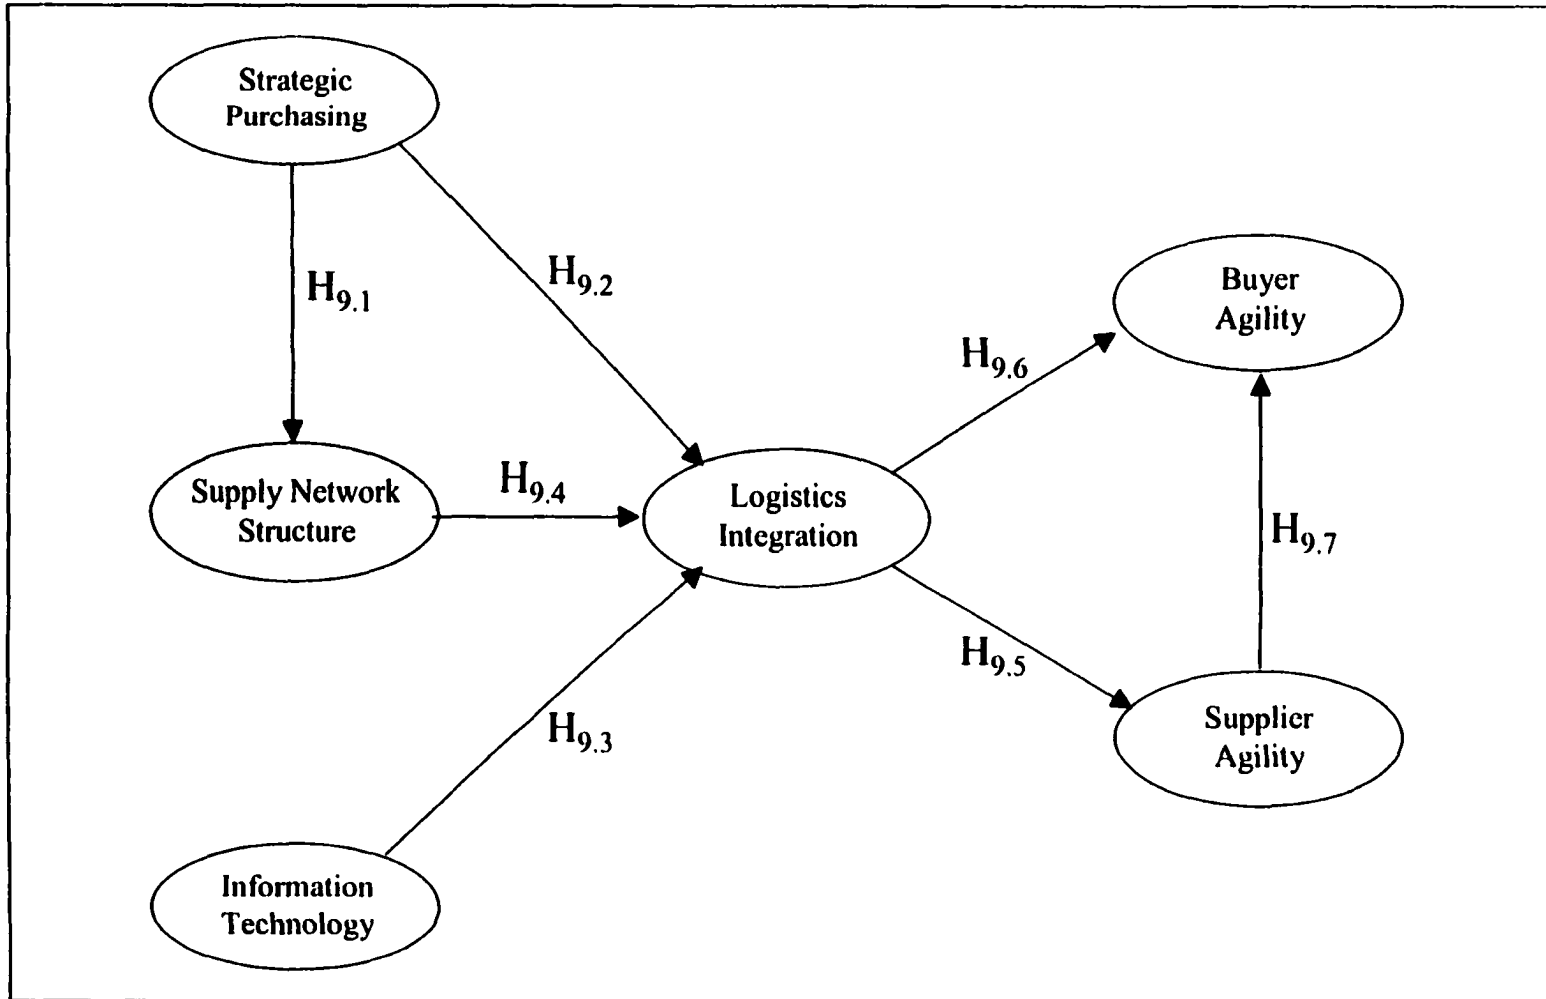 Strategic
Purchasing
H9.1
H9.2
Buyer
Agility
H9.6
Supply Network
Structure
H9.4
Logistics
Integration
H9.7
H9.5
H9.3
Supplier
Agility
Information
Technology